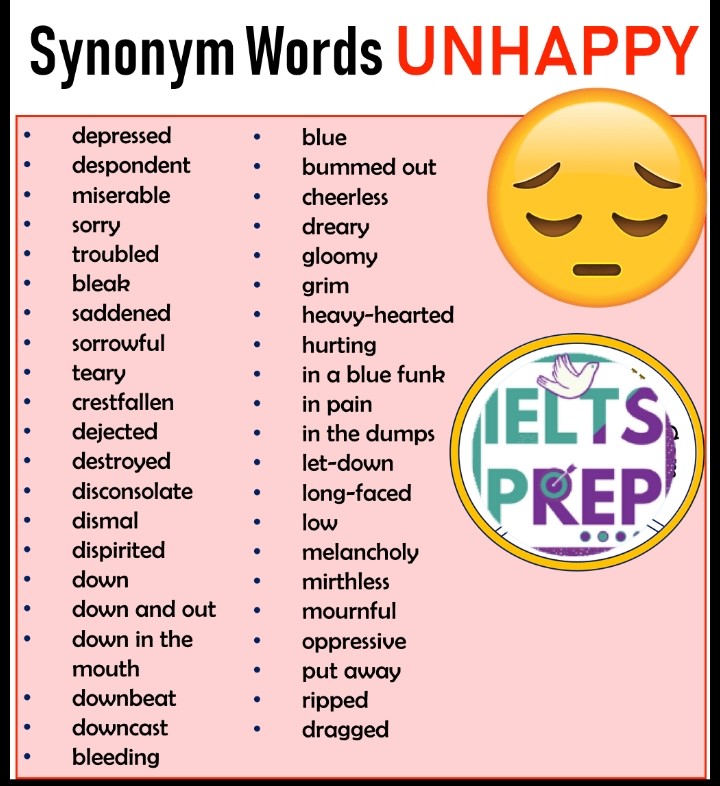 Synonym Words UNHAPPY
• depressed
• despondent
• miserable
• sorry
• troubled
• bleak
• saddened
• sorrowful
• teary
• crestfallen
• dejected
• destroyed
• disconsolate
• dismal
• dispirited
• down
• down and out
• down in the
mouth
• downbeat
• downcast
• bleeding
• blue
• bummed out
• cheerless
• dreary
• gloomy
• grim
• heavy-hearted
• hurting
• in a blue funk
• in pain
• in the dumps
• let-down
• long-faced
• low
• melancholy
• mirthless
• mournful
• oppressive
• put away
• ripped
• dragged
IELTS
PREP